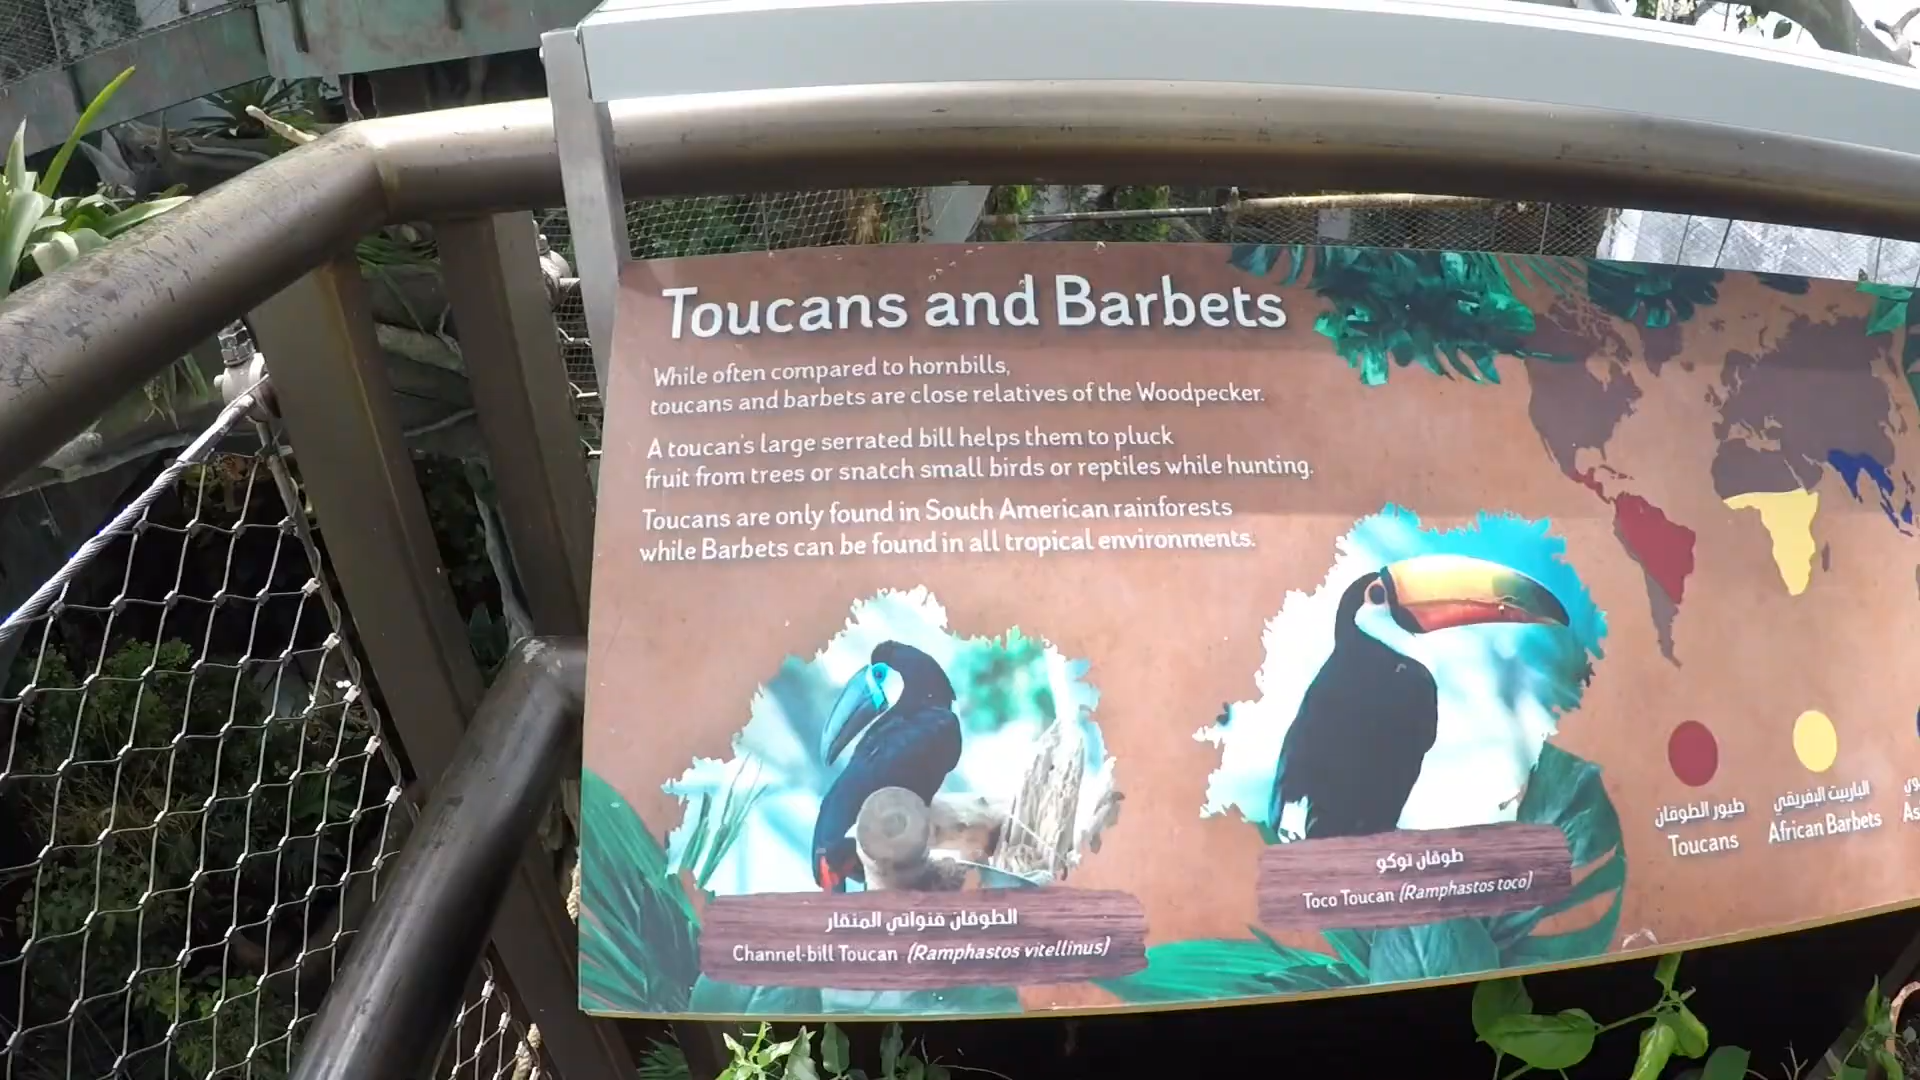 Toucans and Barbets
While often compared to hornbills,
toucans and barbets are close relatives of the Woodpecker.
A toucan's large serrated bill helps them to pluck
fruit from trees or snatch small birds or reptiles while hunting.
Toucans are only found in South American rainforests
while Barbets can be found in all tropical environments.
الطوقان قنواتي المنقار
Channel-bill Toucan (Ramphastos vitellinus)
طوقان توكو
Toco Toucan (Ramphastos toco)
طيور الطوقان
Toucans
الباربيت الإفريقي
African Barbets